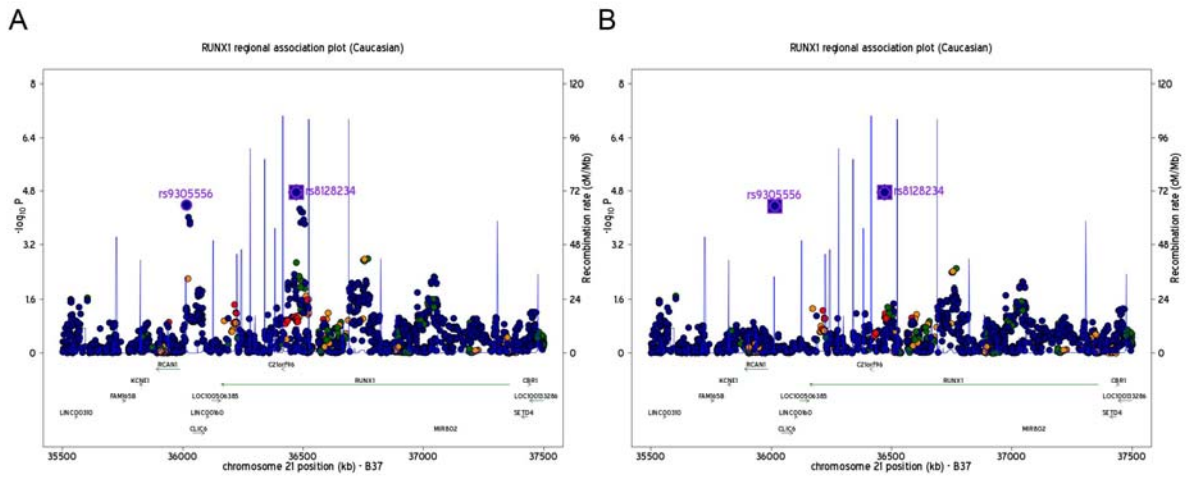 A
RUNX1 regional association plot (Caucasian)
8
6.4
4.8
3.2
1.6
0
-log10 P
120
96
72
48
24
0
Recombination rate (cM/Mb)
rs9305556
rs8128234
RCAN1
C21orf96
KCNE1
RUNX1
CBR1
FAM165B
LOC100506385
LOC100133286
LINC00310
LINC00160
SETD4
CLIC6
MIR802
35500
36000
36500
37000
37500
chromosome 21 position (kb) - B37
B
RUNX1 regional association plot (Caucasian)
8
6.4
4.8
3.2
1.6
0
-log10 P
120
96
72
48
24
0
Recombination rate (cM/Mb)
rs9305556
rs8128234
RCAN1
C21orf96
KCNE1
RUNX1
CBR1
FAM165B
LOC100506385
LOC100133286
LINC00310
LINC00160
SETD4
CLIC6
MIR802
35500
36000
36500
37000
37500
chromosome 21 position (kb) - B37